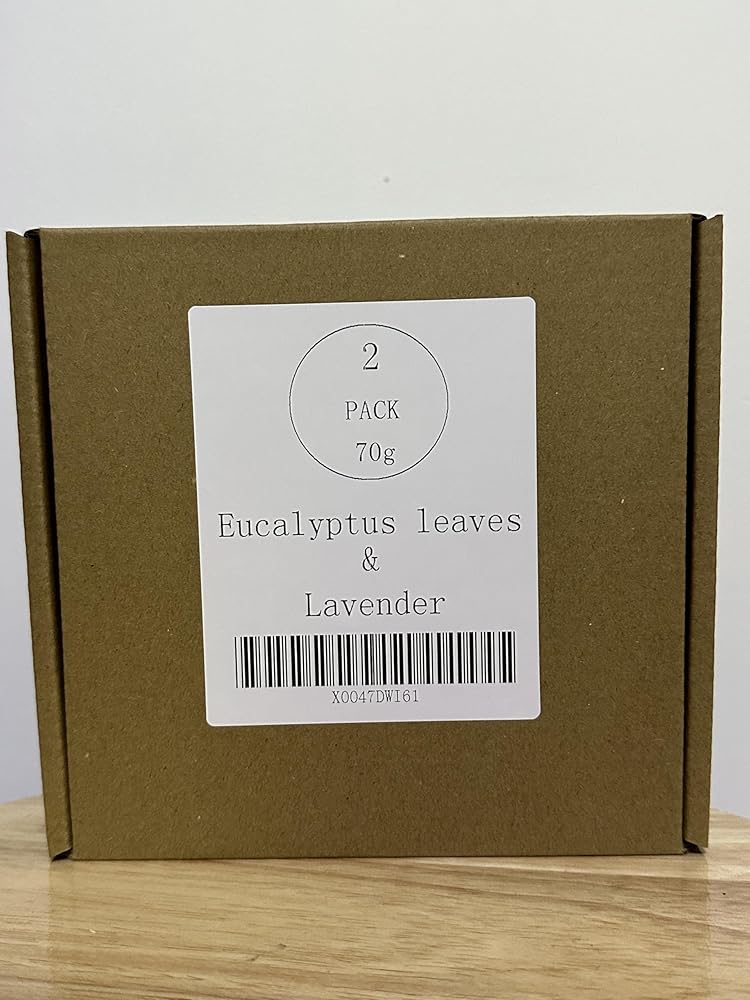 2
PACK
70g
Eucalyptus leaves
&
Lavender
X0047DWI61